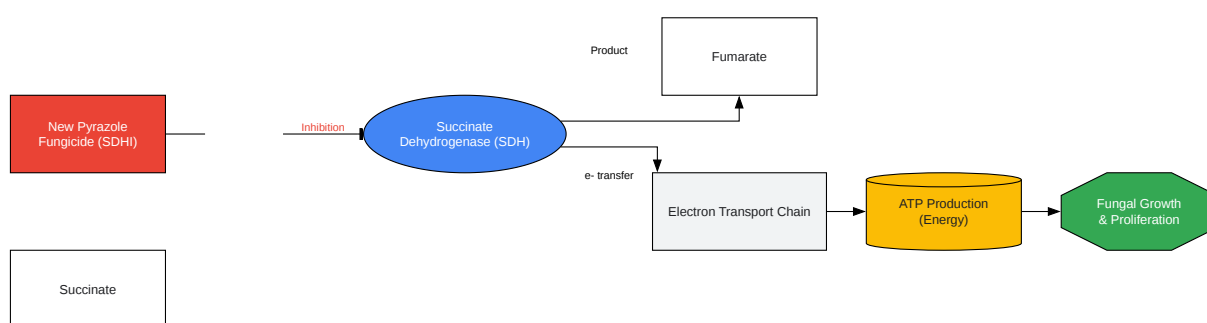 Product
Fumarate
New Pyrazole
Fungicide (SDHI)
Inhibition
Succinate
Dehydrogenase (SDH)
e- transfer
Electron Transport Chain
ATP Production
(Energy)
Fungal Growth
& Proliferation
Succinate